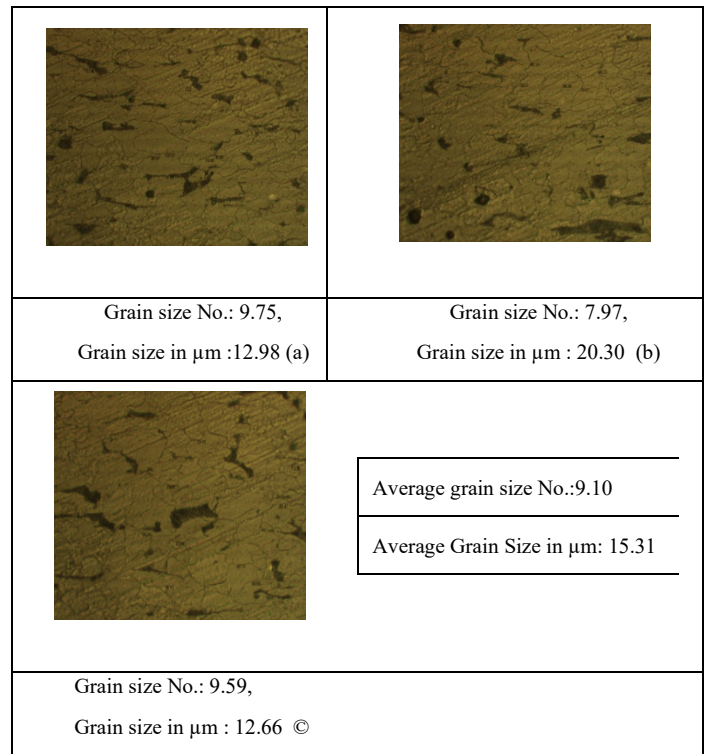 Grain size No.: 9.75,
Grain size in µm :12.98 (a)
Grain size No.: 7.97,
Grain size in µm : 20.30 (b)
Average grain size No.:9.10
Average Grain Size in µm: 15.31
Grain size No.: 9.59,
Grain size in µm : 12.66 ©